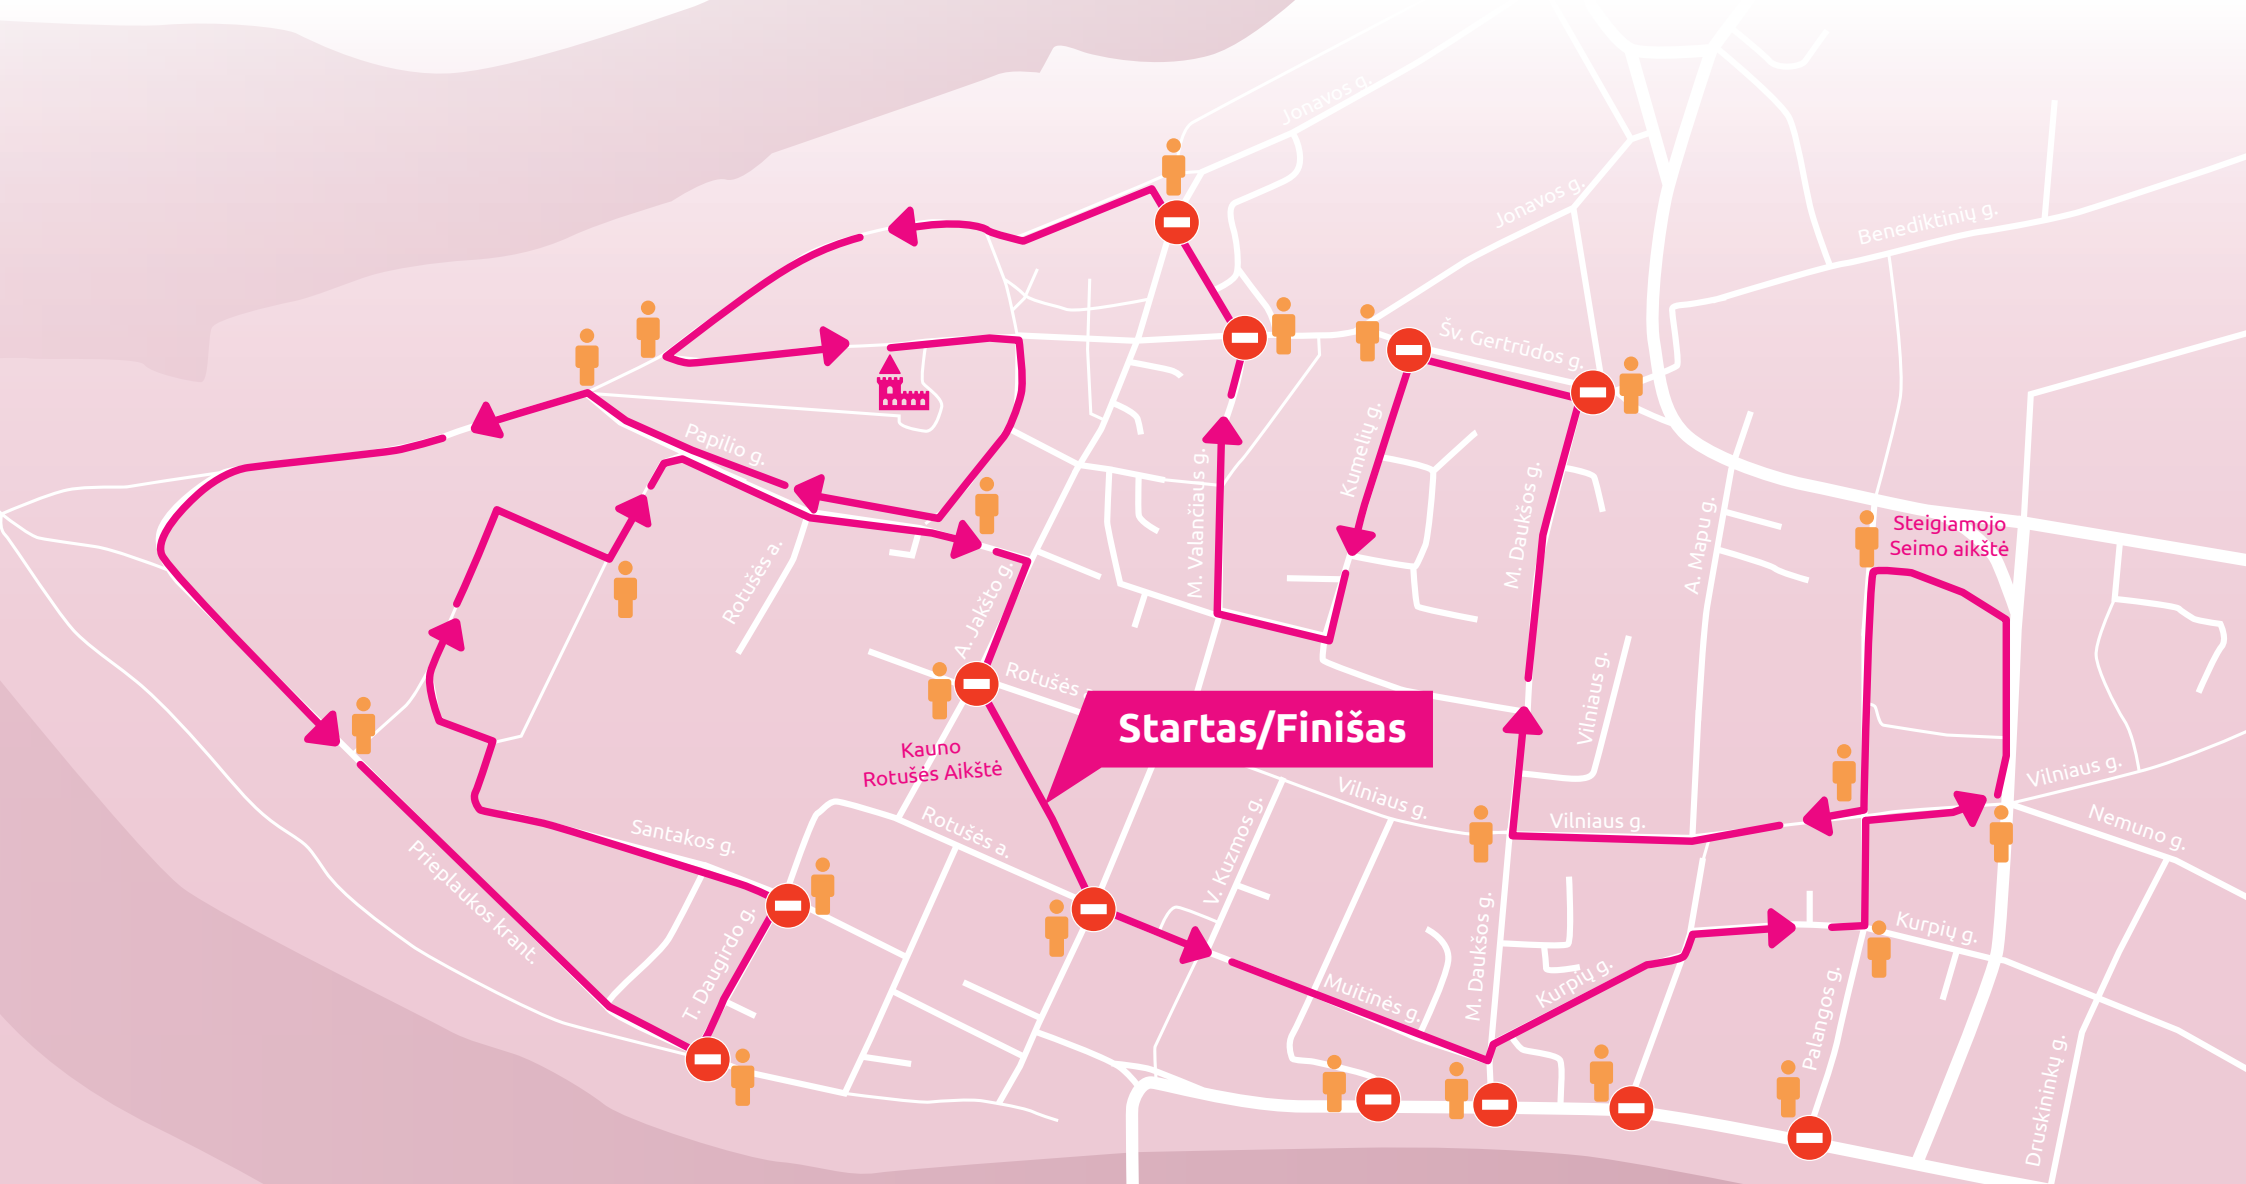 Jonavos g.
Jonavos g.
Benediktinių g.
Šv. Gertrūdos g.
Papilio g.
Kumelių g.
M. Valančiaus g.
M. Daukšos g.
A. Mapu g.
Steigiamojo
Seimo aikštė
Rotušės a.
A. Jakšto g.
Rotušės
Vilniaus g.
Startas/Finišas
Kauno
Rotušės Aikštė
Vilniaus g.
Vilniaus g.
Vilniaus g.
Nemuno g.
Rotušės a.
V. Kuzmos g.
Santakos g.
Prieplaukos krant.
T. Daugirdo g.
M. Daukšos g.
Muitinės g.
Kurpių g.
Kurpių g.
Palangos g.
Druskininkų g.